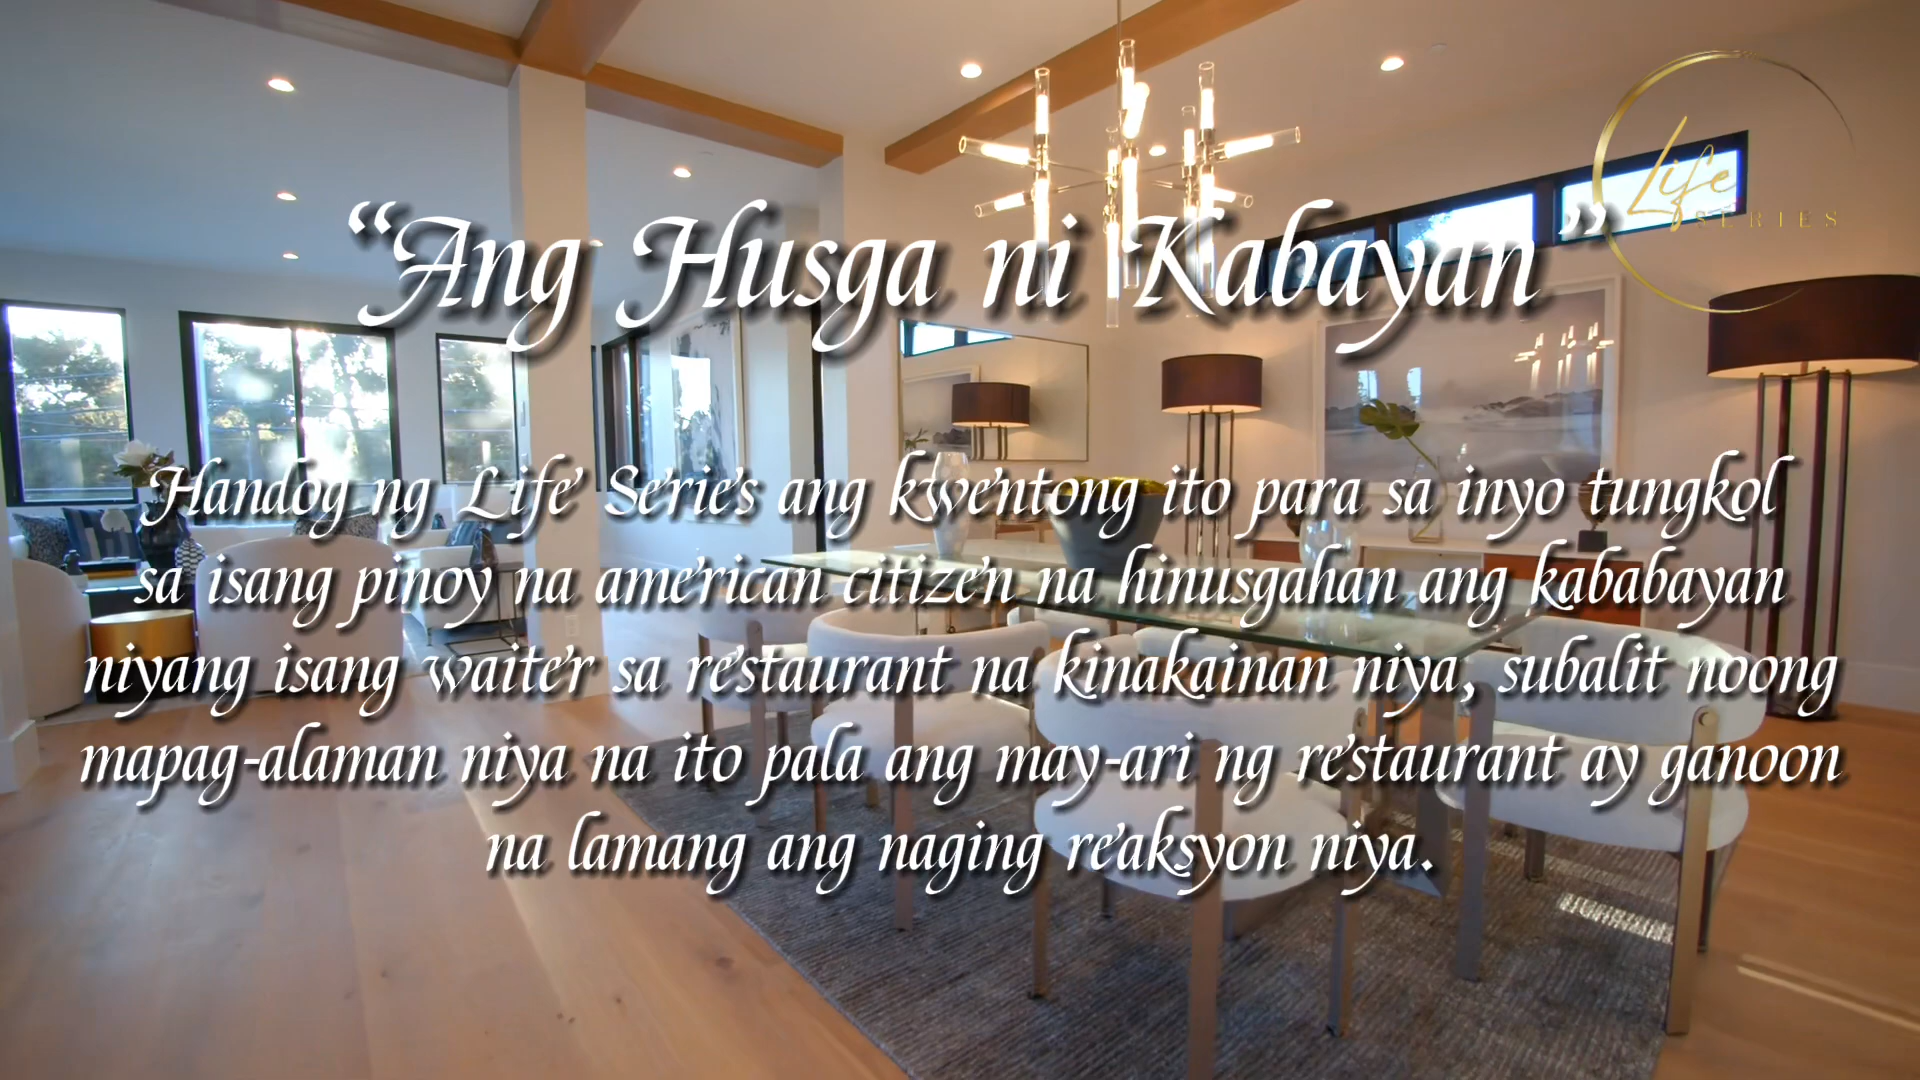 Life
SERIES
“Ang Husga ni Kabayan”
Handog ng Life Series ang kwentong ito para sa inyo tungkol
sa isang pinoy na american citizen na hinusgahan ang kababayan
niyang isang waiter sa restaurant na kinakainan niya, subalit noong
mapag-alaman niya na ito pala ang may-ari ng restaurant ay ganoon
na lamang ang naging reaksyon niya.